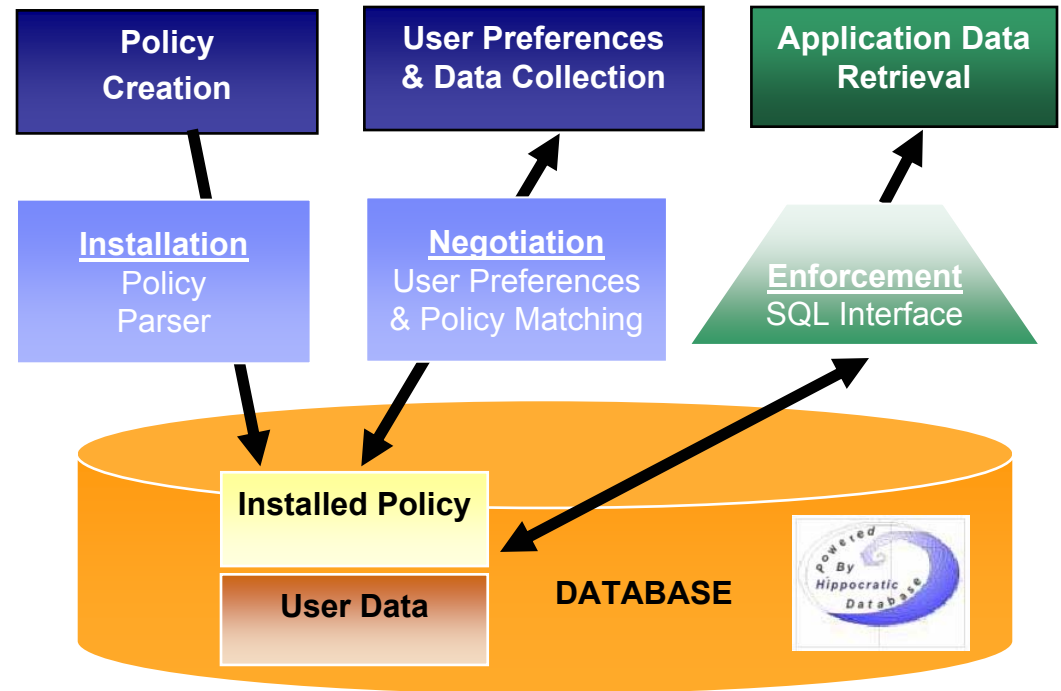 Policy
Creation
User Preferences
& Data Collection
Application Data
Retrieval
Installation
Policy
Parser
Negotiation
User Preferences
& Policy Matching
Enforcement
SQL Interface
Installed Policy
User Data
DATABASE
Powered
By
Hippocratic
Database